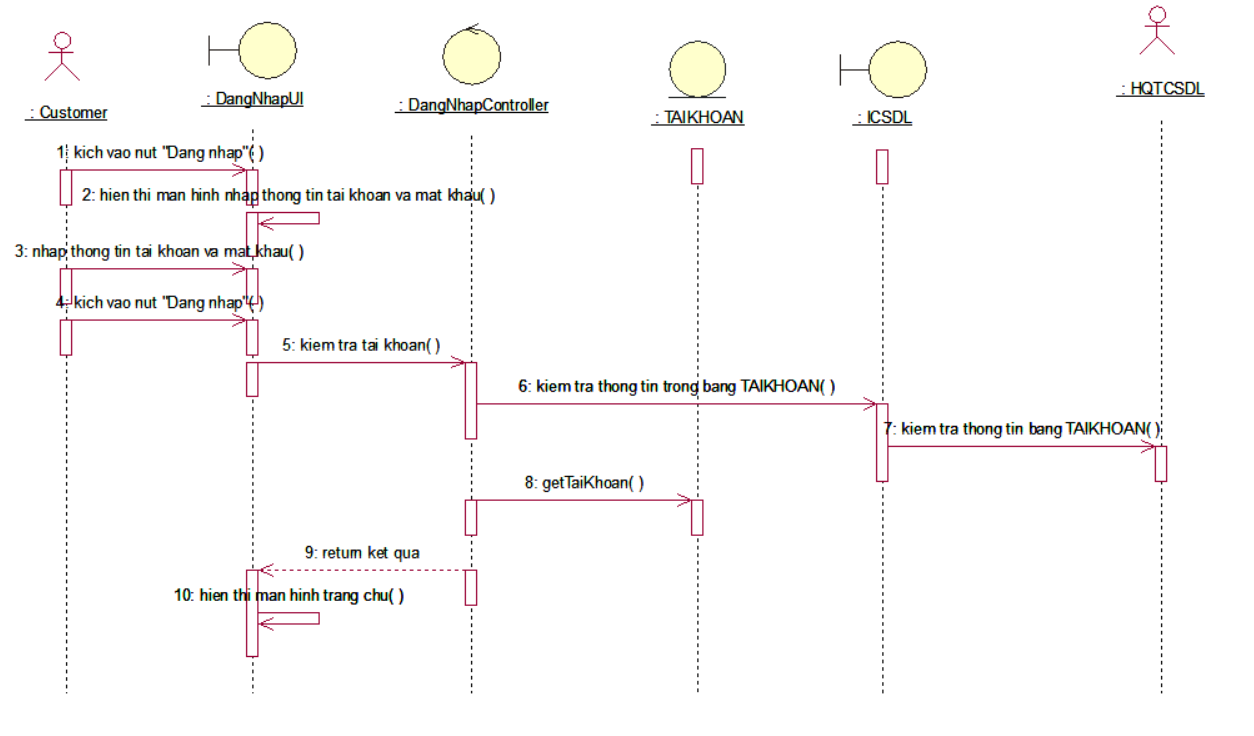 : Customer
: DangNhapUI
: DangNhapController
: TAIKHOAN
: ICSDL
: HQTCSDL
1: kich vao nut "Dang nhap"( )
2: hien thi man hinh nhap thong tin tai khoan va mat khau( )
3: nhap thong tin tai khoan va mat khau( )
4: kich vao nut "Dang nhap"( )
5: kiem tra tai khoan( )
6: kiem tra thong tin trong bang TAIKHOAN( )
7: kiem tra thong tin bang TAIKHOAN( )
8: getTaiKhoan( )
9: return ket qua
10: hien thi man hinh trang chu( )